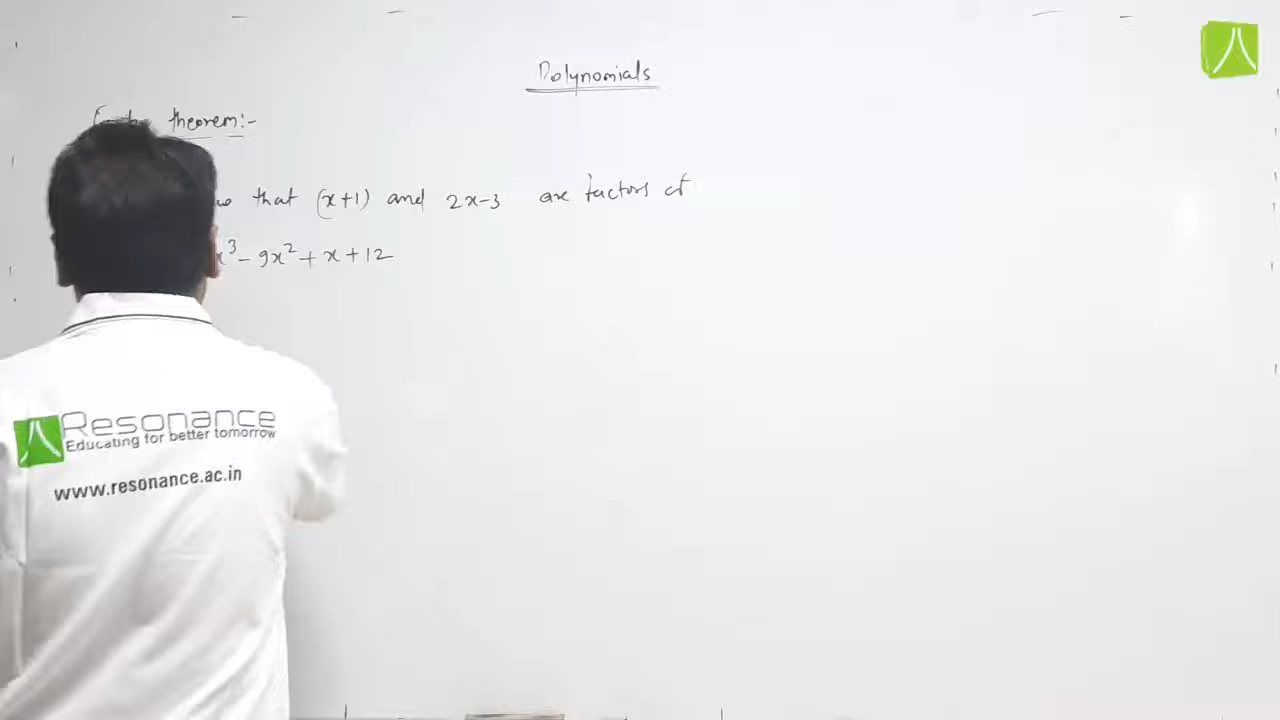 Polynomials
theorem:-
that (x+1) and 2x-3 are factors of
x³ - 9x² + x + 12
Resonance
Educating for better tomorrow
www.resonance.ac.in